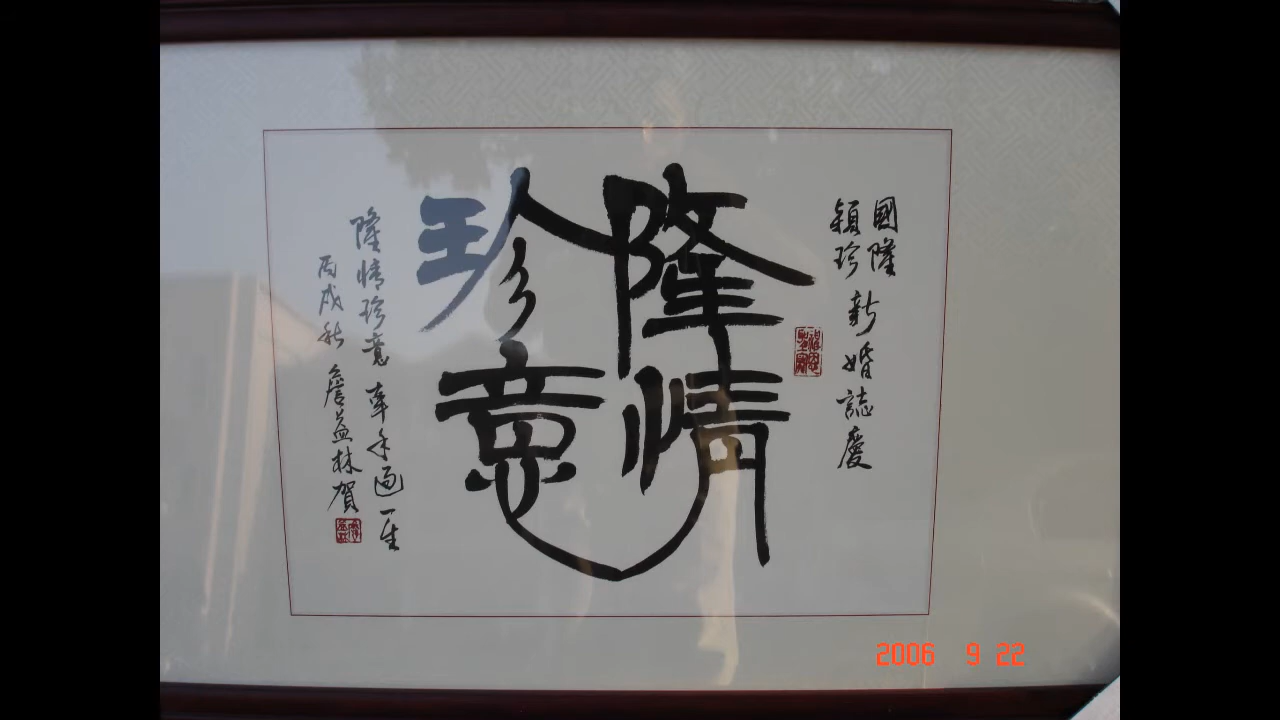 國隆
穎珍 新婚誌慶
隆情
珍意
隆情珍意牽手過一生
丙戌秋 詹益林賀
2006 9 22